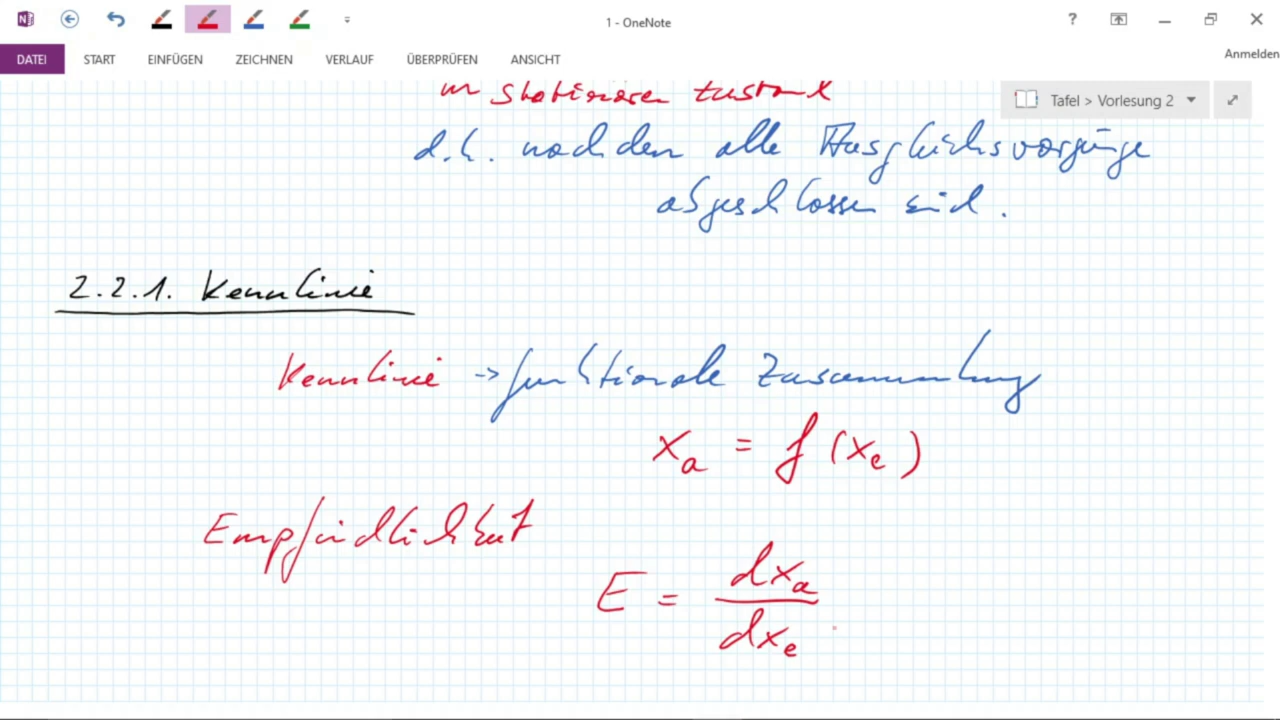 1 - OneNote
?
DATEI START EINFÜGEN ZEICHNEN VERLAUF ÜBERPRÜFEN ANSICHT
Anmelden
Tafel > Vorlesung 2
im stationären Zustand
d.h. nachdem alle Ausgleichsvorgänge
abgeschlossen sind.
2.2.1. Kennlinie
Kennlinie -> funktionale
xa = f (xe)
Empfindlichkeit
E = dxa / dxe